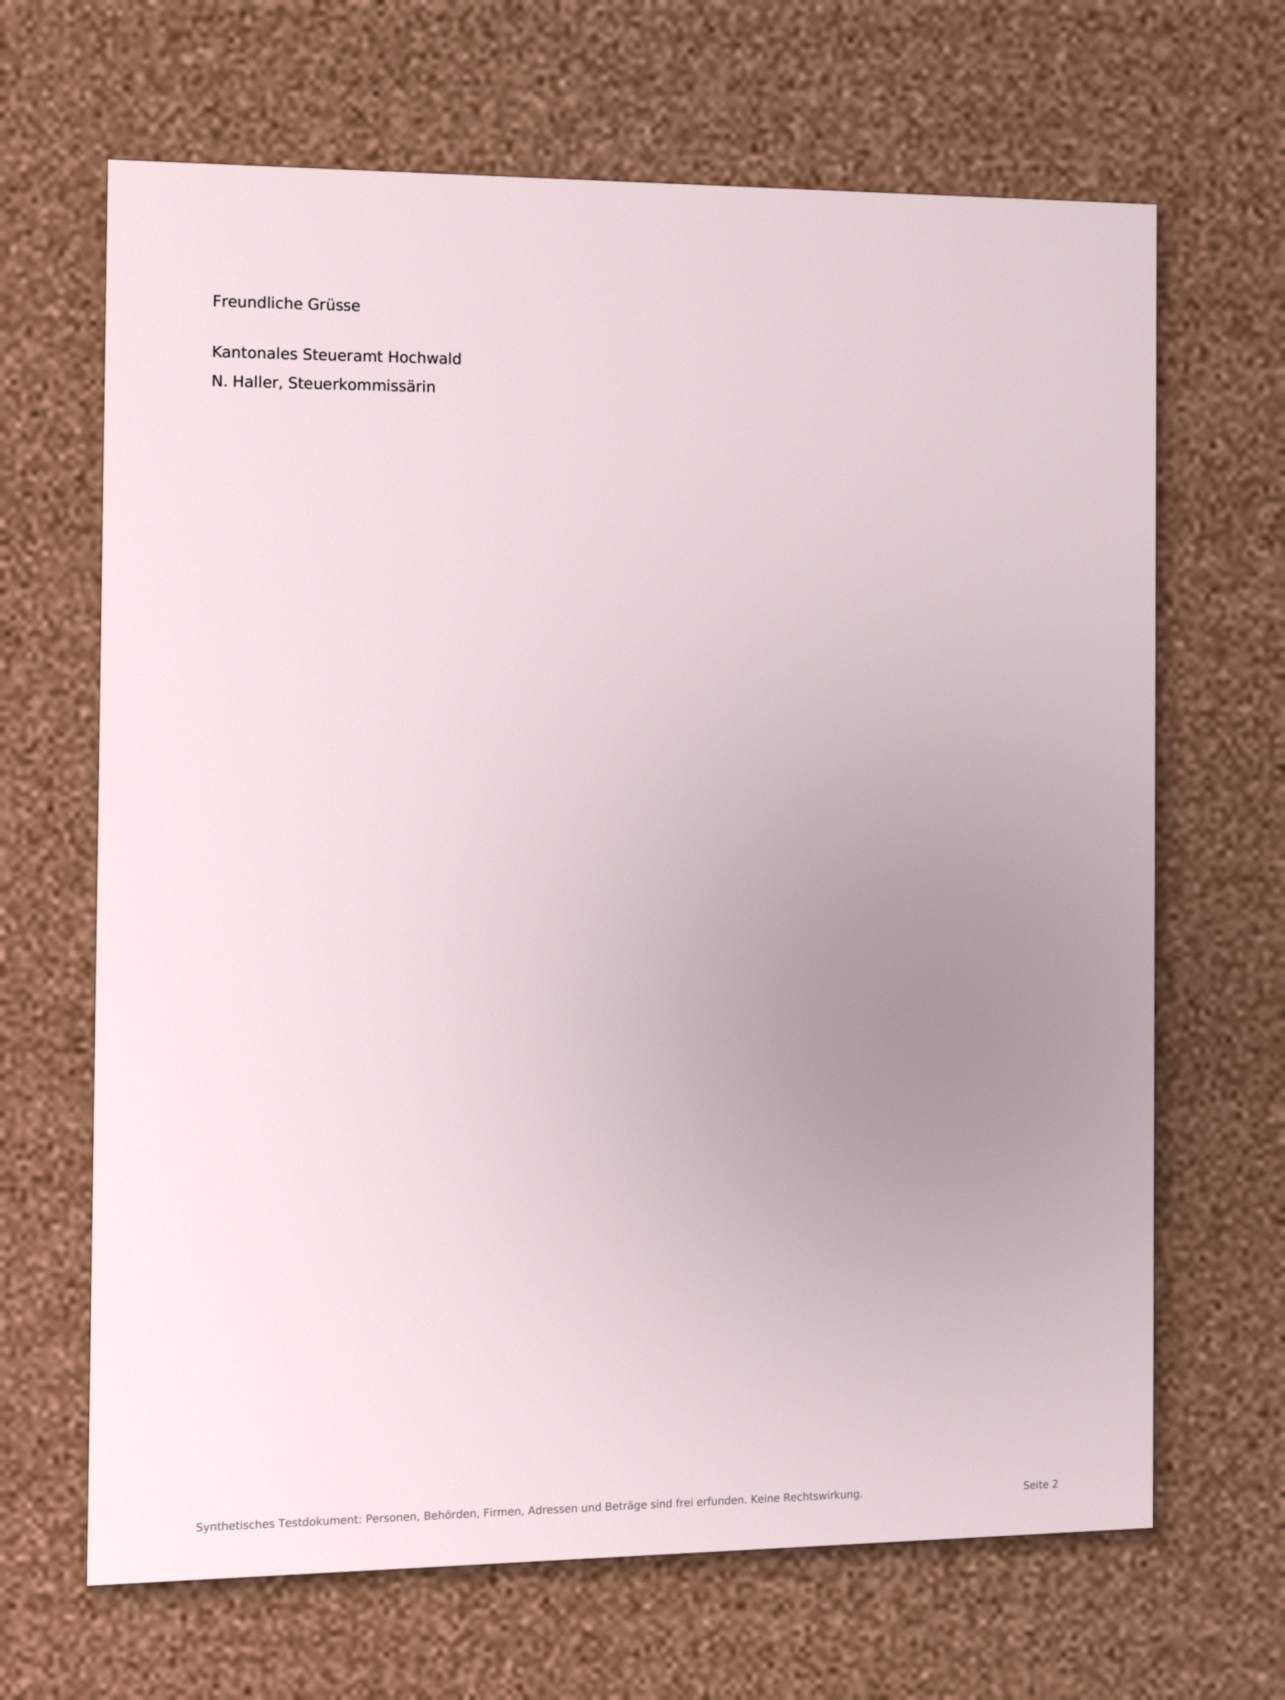 Freundliche Grüsse
Kantonales Steueramt Hochwald
N. Haller, Steuerkommissärin
Synthetisches Testdokument: Personen, Behörden, Firmen, Adressen und Beträge sind frei erfunden. Keine Rechtswirkung.
Seite 2